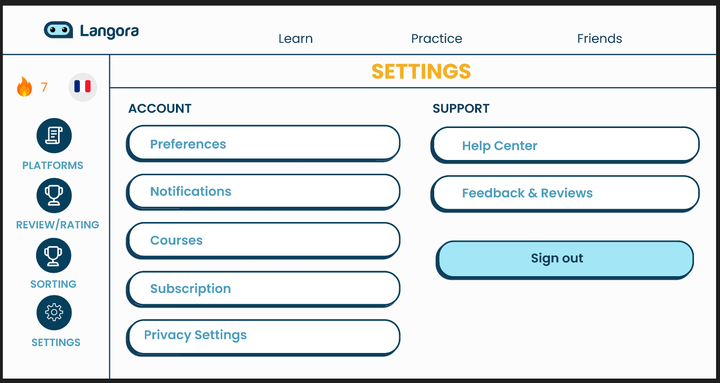 Langora
Learn
Practice
Friends
7
SETTINGS
PLATFORMS
REVIEW/RATING
SORTING
SETTINGS
ACCOUNT
Preferences
Notifications
Courses
Subscription
Privacy Settings
SUPPORT
Help Center
Feedback & Reviews
Sign out